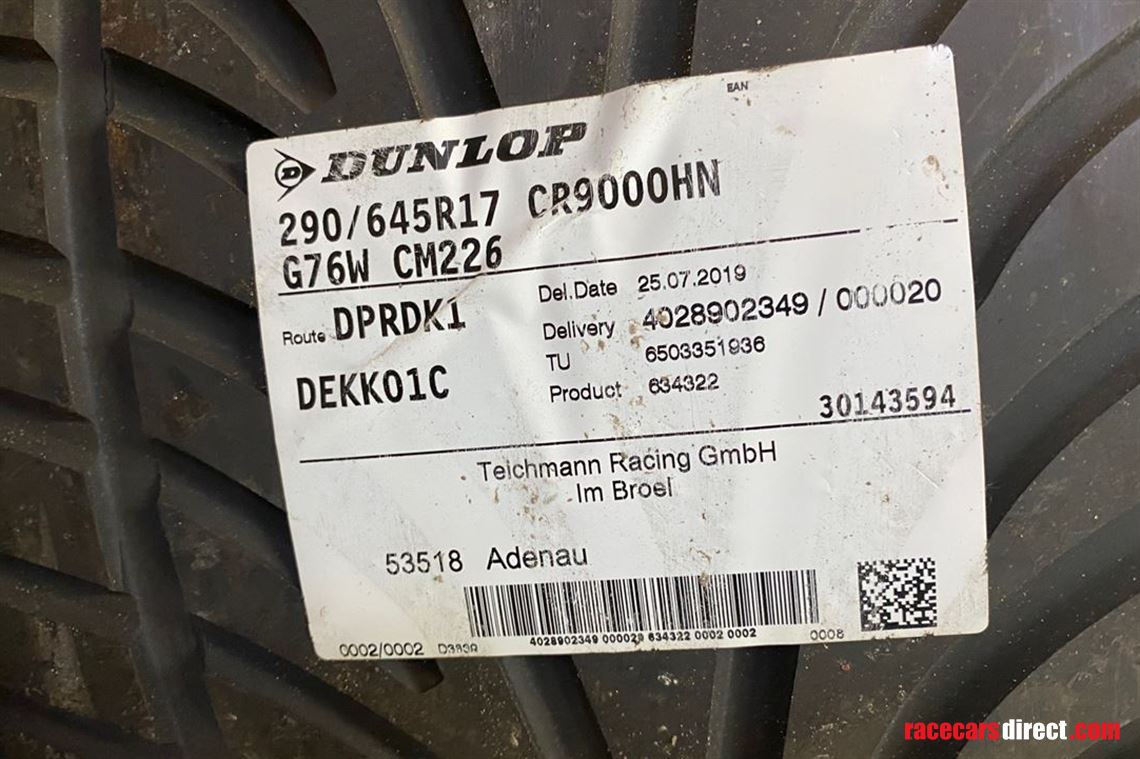 EAN
D DUNLOP
290/645R17 CR9000HN
G76W CM226
Route DPRDK1
Del.Date 25.07.2019
Delivery 4028902349 / 000020
DEKK01C
TU 6503351936
Product 634322
30143594
Teichmann Racing GmbH
Im Broel
53518 Adenau
4028902349 000020 634322 0002 0002
0002/0002
0008
racecarsdirect.com